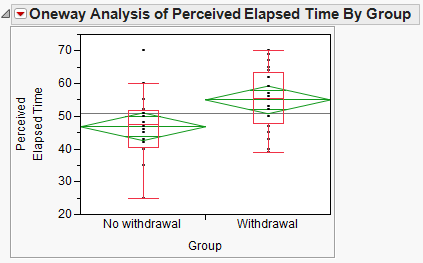 Oneway Analysis of Perceived Elapsed Time By Group
70
60
50
40
30
20
Perceived
Elapsed Time
No withdrawal
Withdrawal
Group